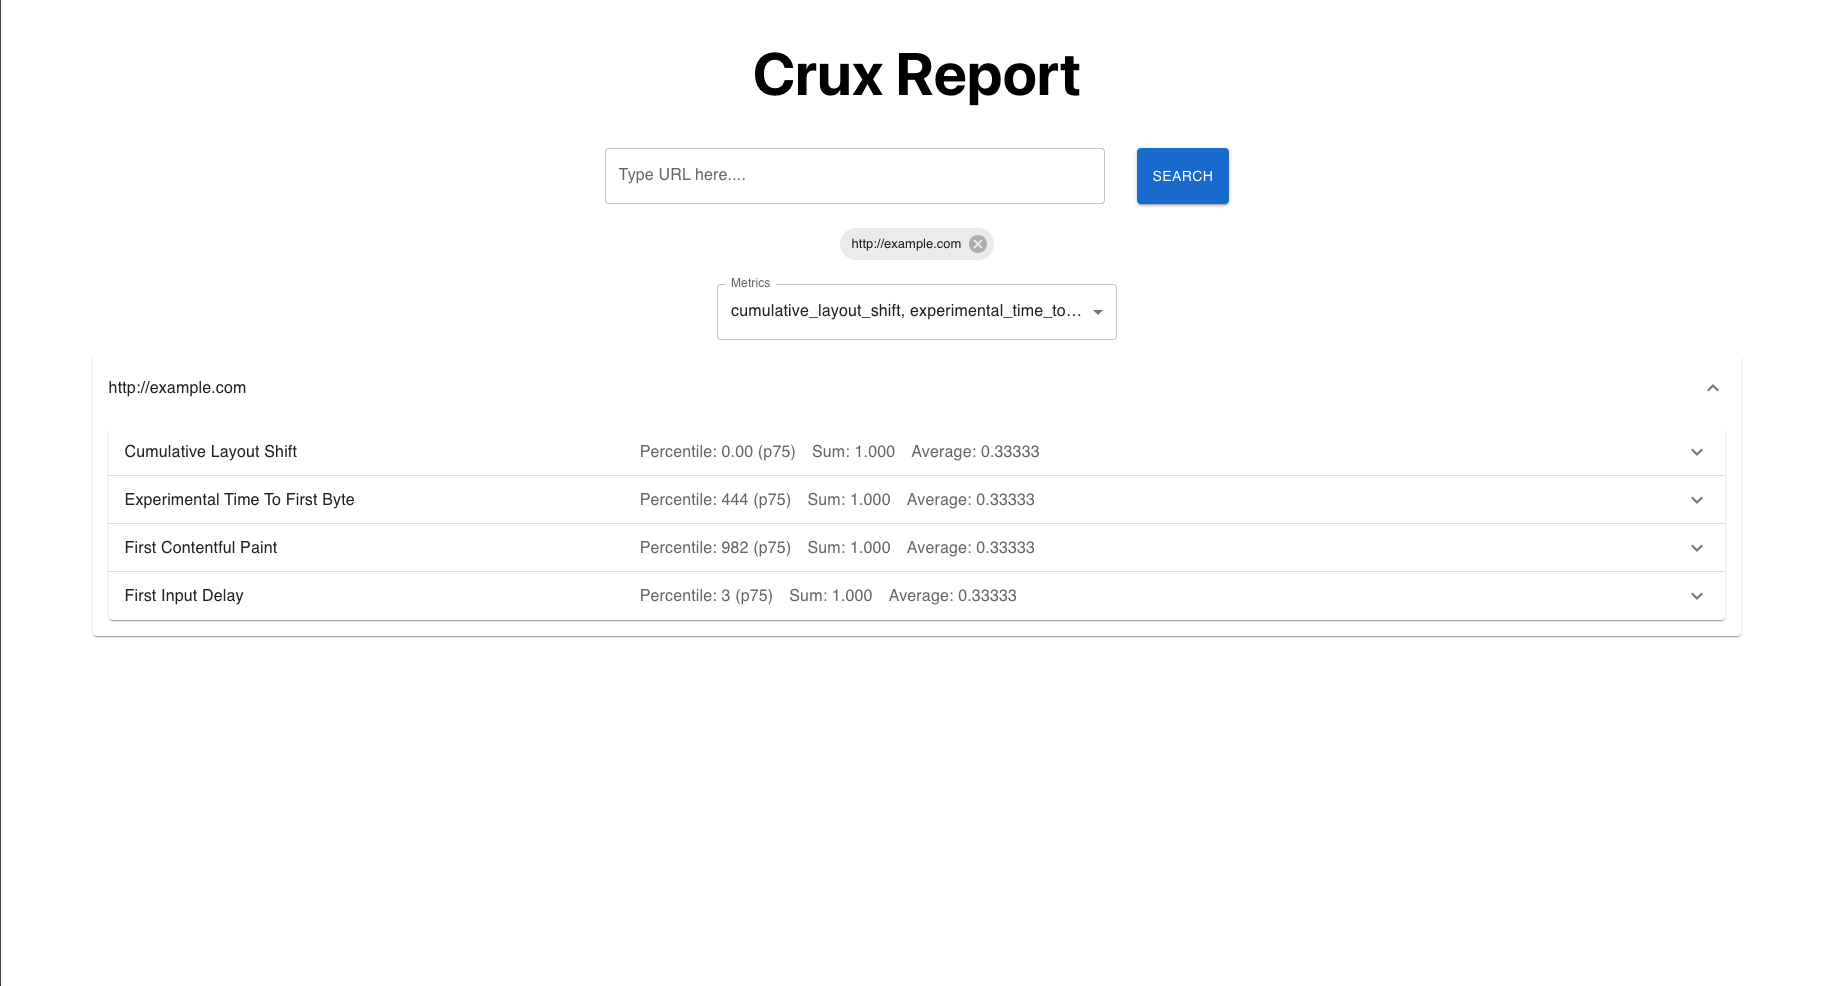 Crux Report
Type URL here....
SEARCH
http://example.com
Metrics
cumulative_layout_shift, experimental_time_to...
http://example.com
Cumulative Layout Shift Percentile: 0.00 (p75) Sum: 1.000 Average: 0.33333
Experimental Time To First Byte Percentile: 444 (p75) Sum: 1.000 Average: 0.33333
First Contentful Paint Percentile: 982 (p75) Sum: 1.000 Average: 0.33333
First Input Delay Percentile: 3 (p75) Sum: 1.000 Average: 0.33333